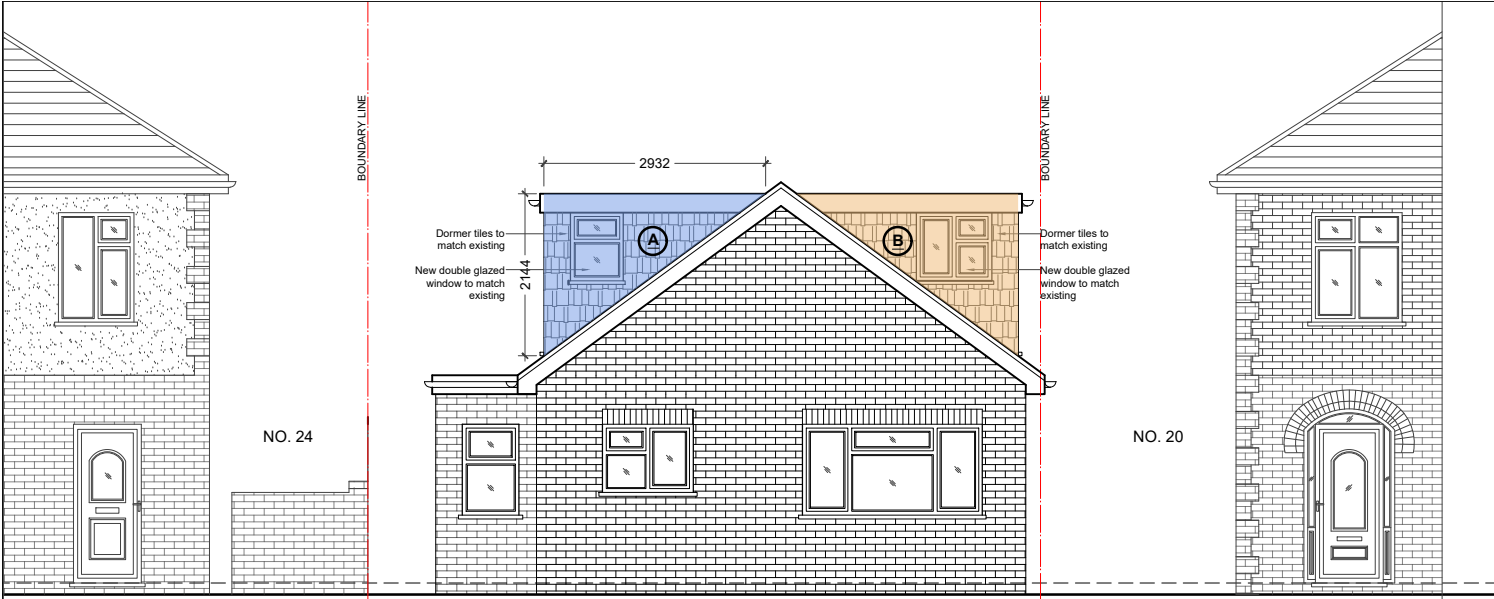 BOUNDARY LINE
BOUNDARY LINE
2932
Dormer tiles to
match existing
New double glazed
window to match
existing
2144
A
B
Dormer tiles to
match existing
New double glazed
window to match
existing
NO. 24
NO. 20